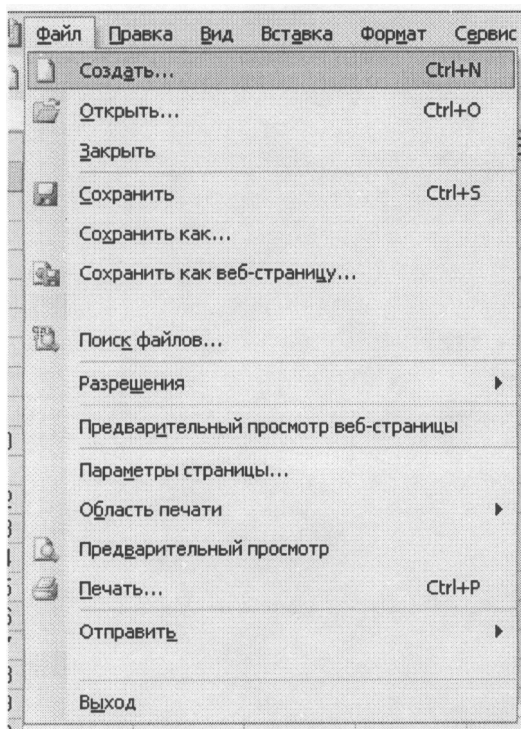 Файл Правка Вид Вставка Формат Сервис
Создать... Ctrl+N
Открыть... Ctrl+O
Закрыть
Сохранить Ctrl+S
Сохранить как...
Сохранить как веб-страницу...
Поиск файлов...
Разрешения
Предварительный просмотр веб-страницы
Параметры страницы...
Область печати
Предварительный просмотр
Печать... Ctrl+P
Отправить
Выход